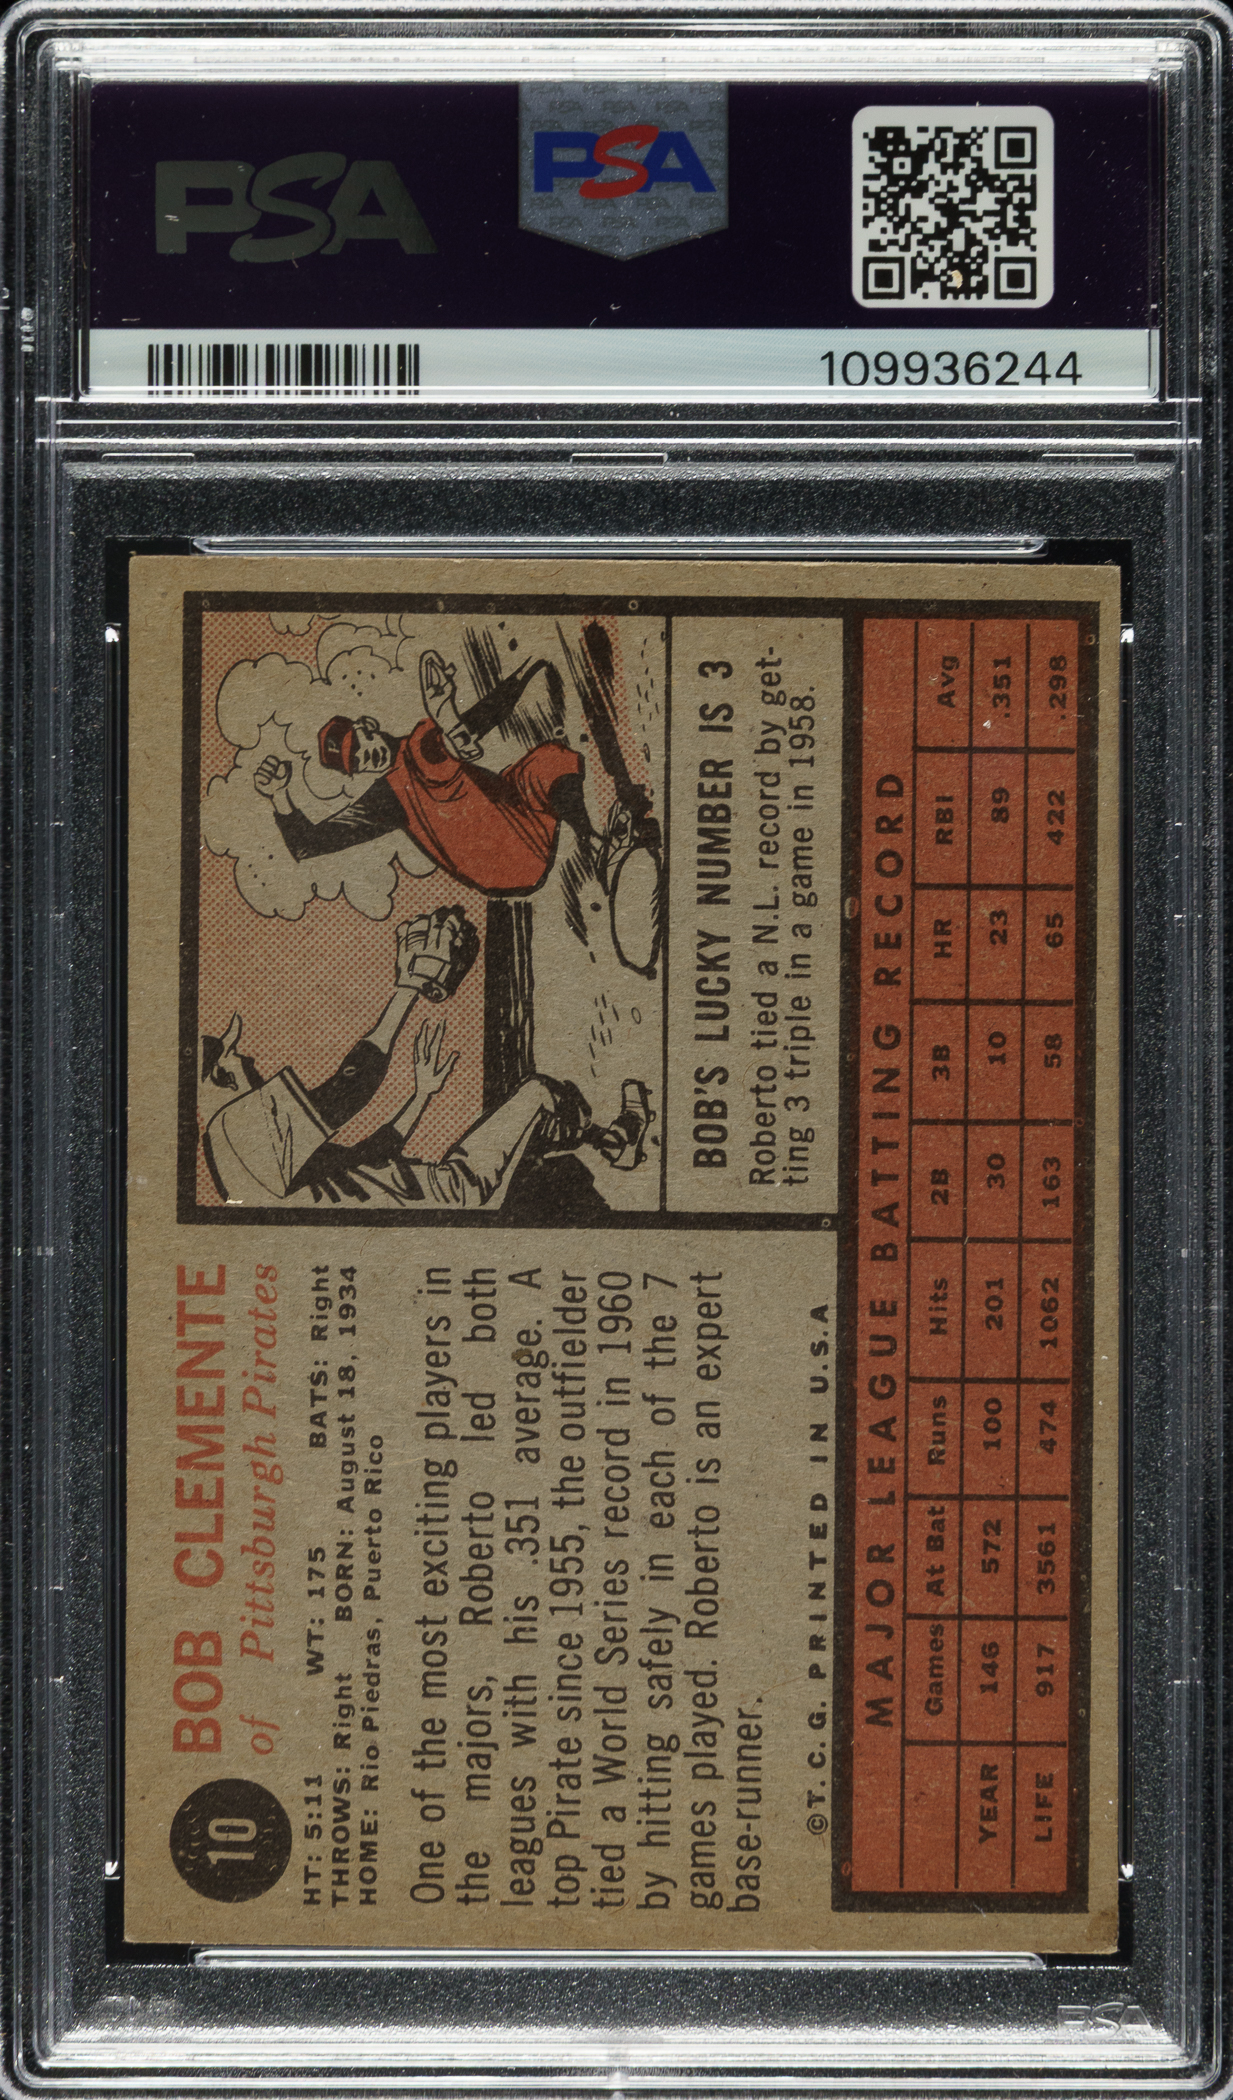 PSA
PSA
109936244
10
BOB CLEMENTE
of Pittsburgh Pirates
HT: 5:11 WT: 175 BATS: Right
THROWS: Right BORN: August 18, 1934
HOME: Rio Piedras, Puerto Rico
One of the most exciting players in
the majors, Roberto led both
leagues with his .351 average. A
top Pirate since 1955, the outfielder
tied a World Series record in 1960
by hitting safely in each of the 7
games played. Roberto is an expert
base-runner.
©T. C. G. PRINTED IN U.S.A
BOB'S LUCKY NUMBER IS 3
Roberto tied a N.L. record by get-
ting 3 triple in a game in 1958.
MAJOR LEAGUE BATTING RECORD
Games At Bat Runs Hits 2B 3B HR RBI Avg
YEAR 146 572 100 201 30 10 23 89 .351
LIFE 917 3561 474 1062 163 58 65 422 .298
PSA